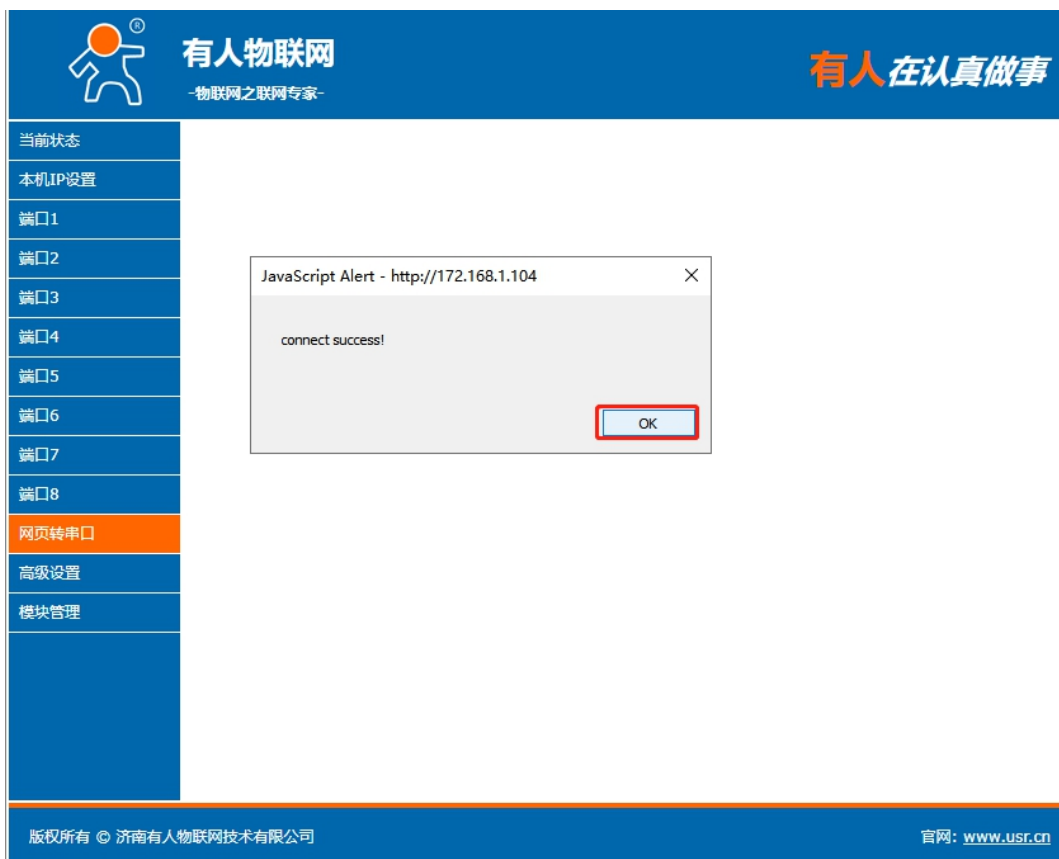 ®
有人物联网
-物联网之联网专家-
有人在认真做事
当前状态
本机IP设置
端口1
端口2
端口3
端口4
端口5
端口6
端口7
端口8
网页转串口
高级设置
模块管理
JavaScript Alert - http://172.168.1.104
connect success!
OK
版权所有 © 济南有人物联网技术有限公司
官网: www.usr.cn